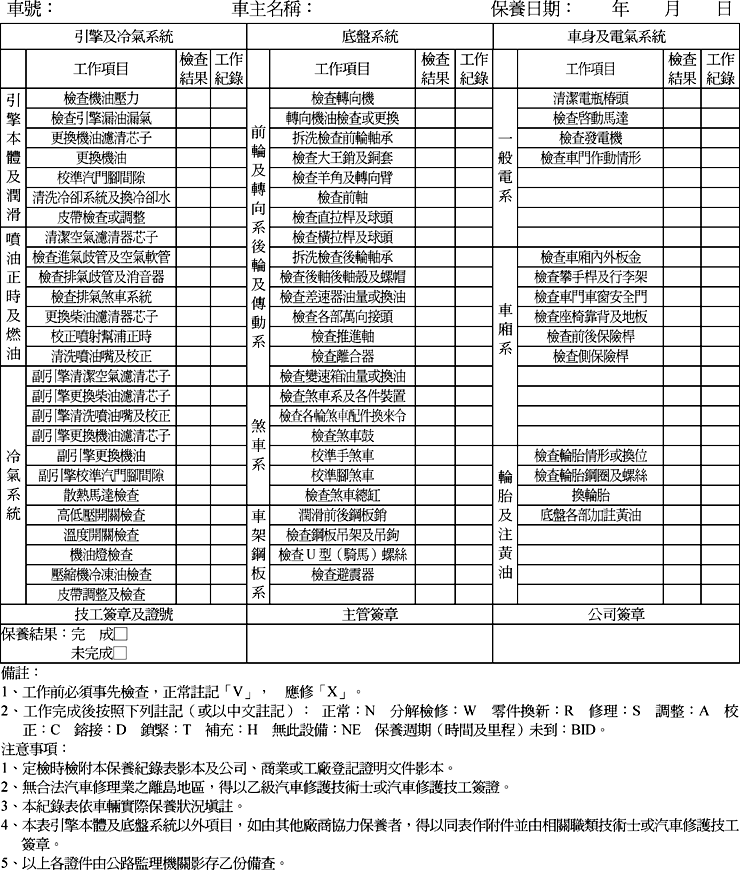 車號： 車主名稱： 保養日期： 年 月 日
引擎及冷氣系統 底盤系統 車身及電氣系統
工作項目 檢查結果 工作紀錄 工作項目 檢查結果 工作紀錄 工作項目 檢查結果 工作紀錄
引擎本體及潤滑
檢查機油壓力
檢查引擎漏油漏氣
更換機油濾清芯子
更換機油
校準汽門腳間隙
清洗冷卻系統及換冷卻水
皮帶檢查或調整
噴油正時及燃油
清潔空氣濾清器芯子
檢查進氣歧管及空氣軟管
檢查排氣歧管及消音器
檢查排氣煞車系統
更換柴油濾清器芯子
校正噴射幫浦正時
清洗噴油嘴及校正
冷氣系統
副引擎清潔空氣濾清芯子
副引擎更換柴油濾清芯子
副引擎清洗噴油嘴及校正
副引擎更換機油濾清芯子
副引擎更換機油
副引擎校準汽門腳間隙
散熱馬達檢查
高低壓開關檢查
溫度開關檢查
機油燈檢查
壓縮機冷凍油檢查
皮帶調整及檢查
前輪及轉向系後輪及傳動系
檢查轉向機
轉向機油檢查或更換
拆洗檢查前輪軸承
檢查大王銷及銅套
檢查羊角及轉向臂
檢查前軸
檢查直拉桿及球頭
檢查橫拉桿及球頭
拆洗檢查後輪軸承
檢查後軸後軸殼及螺帽
檢查差速器油量或換油
檢查各部萬向接頭
檢查推進軸
檢查離合器
檢查變速箱油量或換油
煞車系
檢查煞車系及各件裝置
檢查各輪煞車配件換來令
檢查煞車鼓
校準手煞車
校準腳煞車
檢查煞車總缸
車架鋼板系
潤滑前後鋼板銷
檢查鋼板吊架及吊鉤
檢查Ｕ型（騎馬）螺絲
檢查避震器
一般電系
清潔電瓶樁頭
檢查啓動馬達
檢查發電機
檢查車門作動情形
車廂系
檢查車廂內外板金
檢查攀手桿及行李架
檢查車門車窗安全門
檢查座椅靠背及地板
檢查前後保險桿
檢查側保險桿
輪胎及注黃油
檢查輪胎情形或換位
檢查輪胎鋼圈及螺絲
換輪胎
底盤各部加註黃油
技工簽章及證號 主管簽章 公司簽章
保養結果：完　成□
未完成□
備註：
1、工作前必須事先檢查，正常註記「V」，　應修「X」。
2、工作完成後按照下列註記（或以中文註記）：　正常：N　分解檢修：W　零件換新：R　修理：S　調整：A　校
正：C　鎔接：D　鎖緊：T　補充：H　無此設備：NE　保養週期（時間及里程）未到：BID。
注意事項：
1、定檢時檢附本保養紀錄表影本及公司、商業或工廠登記證明文件影本。
2、無合法汽車修理業之離島地區，得以乙級汽車修護技術士或汽車修護技工簽證。
3、本紀錄表依車輛實際保養狀況填註。
4、本表引擎本體及底盤系統以外項目，如由其他廠商協力保養者，得以同表作附件並由相關職類技術士或汽車修護技工
簽章。
5、以上各證件由公路監理機關影存乙份備查。